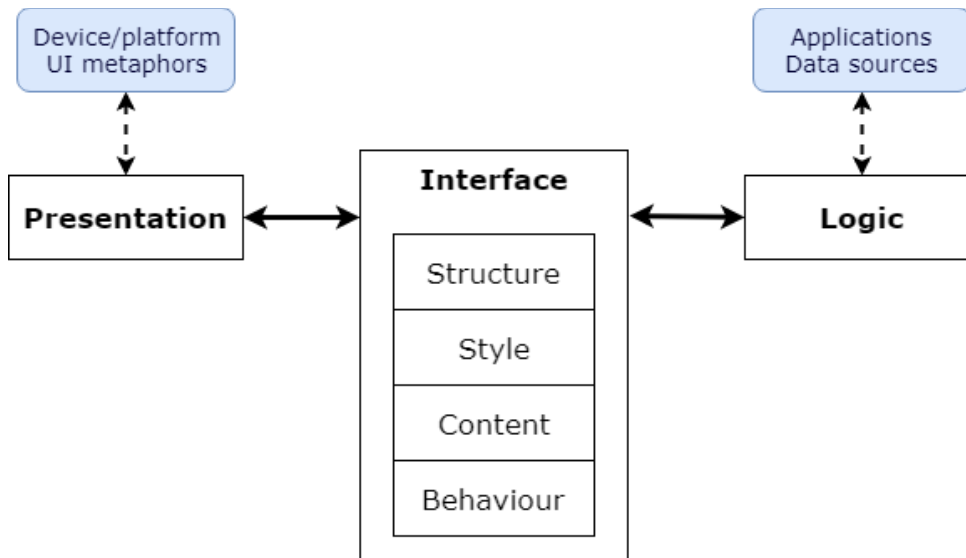 Device/platform
UI metaphors
Applications
Data sources
Presentation
Interface
Logic
Structure
Style
Content
Behaviour